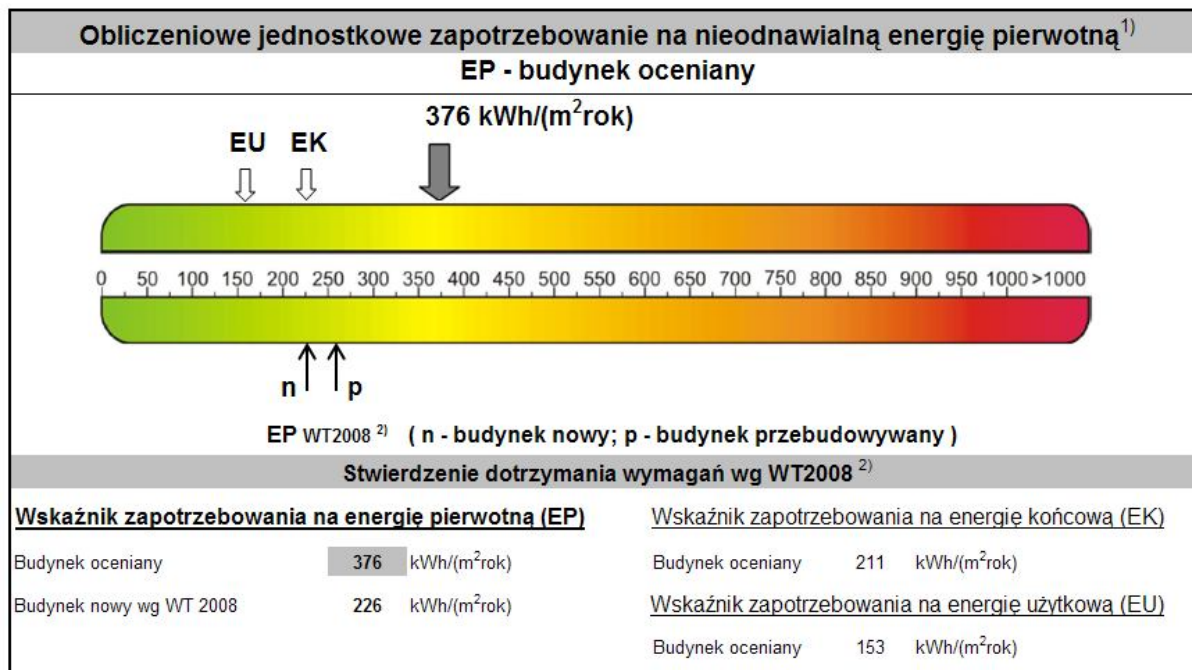 Obliczeniowe jednostkowe zapotrzebowanie na nieodnawialną energię pierwotną1)
EP - budynek oceniany
376 kWh/(m2rok)
EU EK
0 50 100 150 200 250 300 350 400 450 500 550 600 650 700 750 800 850 900 950 1000 >1000
n p
EP WT2008 2) ( n - budynek nowy; p - budynek przebudowywany )
Stwierdzenie dotrzymania wymagań wg WT2008 2)
Wskaźnik zapotrzebowania na energię pierwotną (EP)
Budynek oceniany 376 kWh/(m2rok)
Budynek nowy wg WT 2008 226 kWh/(m2rok)
Wskaźnik zapotrzebowania na energię końcową (EK)
Budynek oceniany 211 kWh/(m2rok)
Wskaźnik zapotrzebowania na energię użytkową (EU)
Budynek oceniany 153 kWh/(m2rok)